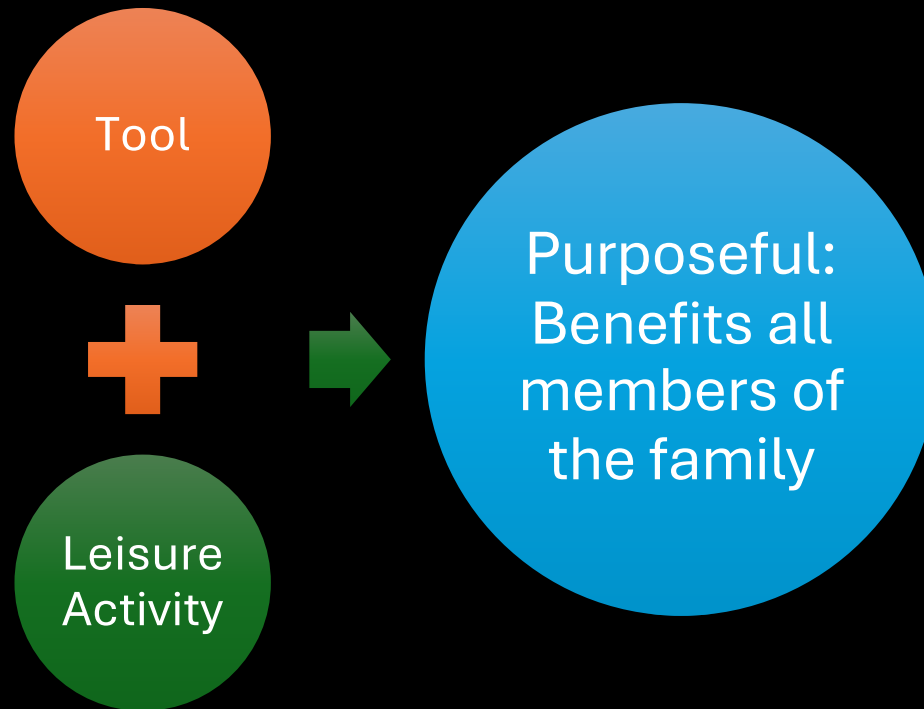 Tool
Leisure
Activity
Purposeful:
Benefits all
members of
the family